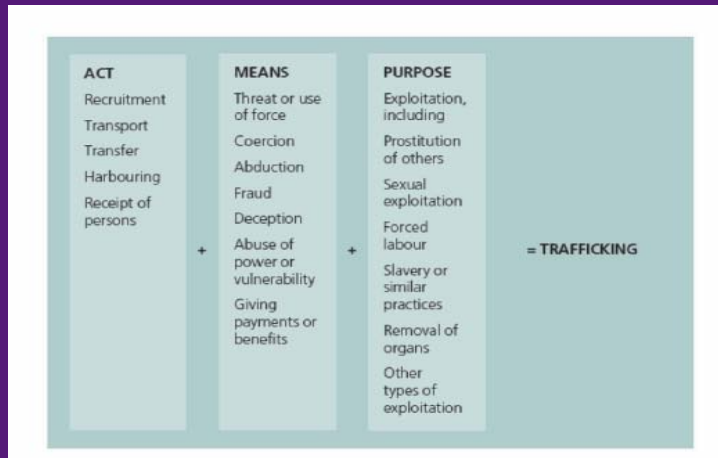 ACT
Recruitment
Transport
Transfer
Harbouring
Receipt of
persons
+
MEANS
Threat or use
of force
Coercion
Abduction
Fraud
Deception
Abuse of
power or
vulnerability
Giving
payments or
benefits
+
PURPOSE
Exploitation,
including
Prostitution
of others
Sexual
exploitation
Forced
labour
Slavery or
similar
practices
Removal of
organs
Other
types of
exploitation
= TRAFFICKING